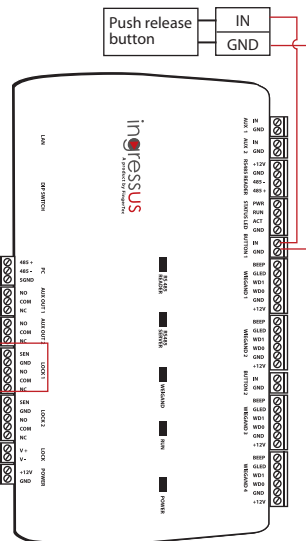 Push release
button
IN
GND
ingressus
A product by FingerTec
LAN
DIP SWITCH
AUX 1
IN
GND
AUX 2
IN
GND
RS485 READER
+12V
GND
485 -
485 +
STATUS LED
PWR
RUN
ACT
GND
BUTTON 1
IN
GND
WIEGAND 1
BEEP
GLED
WD1
WD0
GND
+12V
WIEGAND 2
BEEP
GLED
WD1
WD0
GND
+12V
BUTTON 2
IN
GND
WIEGAND 3
BEEP
GLED
WD1
WD0
GND
+12V
WIEGAND 4
BEEP
GLED
WD1
WD0
GND
+12V
RS 485
READER
RS 485
SERVER
WIEGAND
RUN
POWER
485 +
485 -
SGND
PC
NO
COM
NC
AUX OUT 1
NO
COM
NC
AUX OUT 2
SEN
GND
NO
COM
NC
LOCK 1
SEN
GND
NO
COM
NC
LOCK 2
V +
V -
LOCK
+12V
GND
POWER